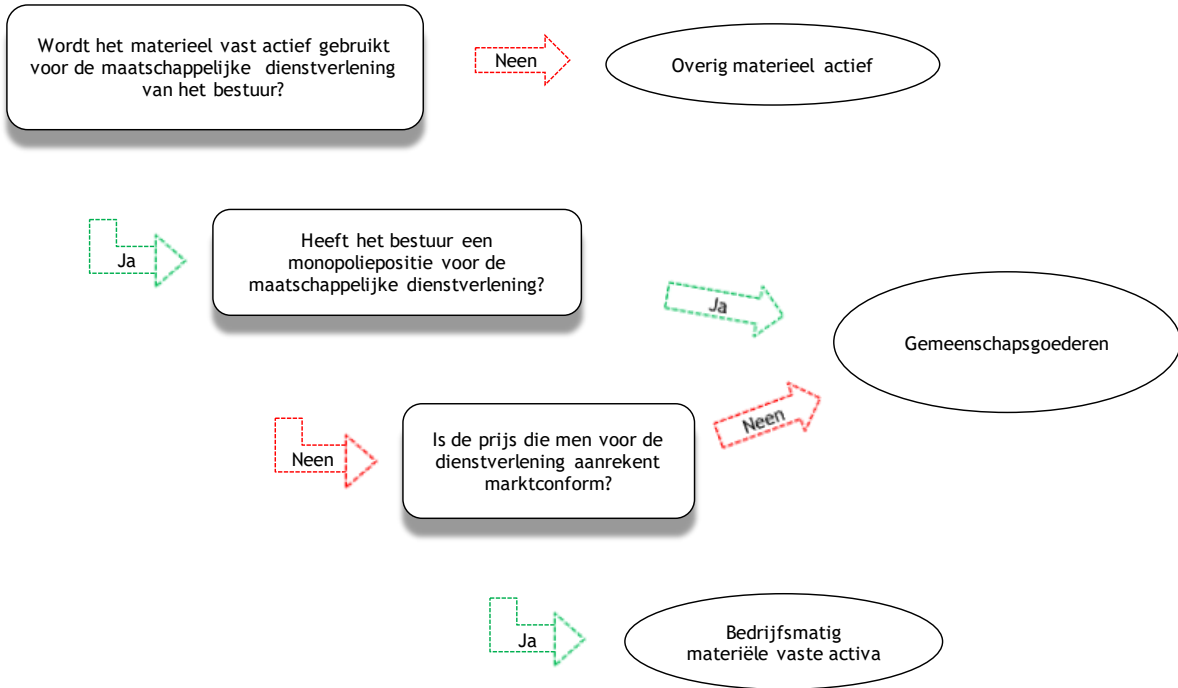 Wordt het materieel vast actief gebruikt
voor de maatschappelijke dienstverlening
van het bestuur?
Neen
Overig materieel actief
Ja
Heeft het bestuur een
monopoliepositie voor de
maatschappelijke dienstverlening?
Ja
Gemeenschapsgoederen
Neen
Is de prijs die men voor de
dienstverlening aanrekent
marktconform?
Neen
Ja
Bedrijfsmatig
materiële vaste activa